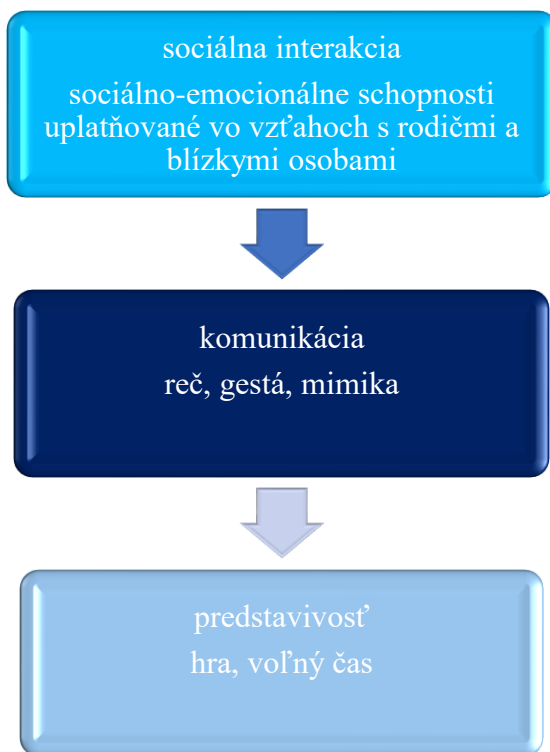 sociálna interakcia
sociálno-emocionálne schopnosti
uplatňované vo vzťahoch s rodičmi a
blízkymi osobami
komunikácia
reč, gestá, mimika
predstavivosť
hra, voľný čas